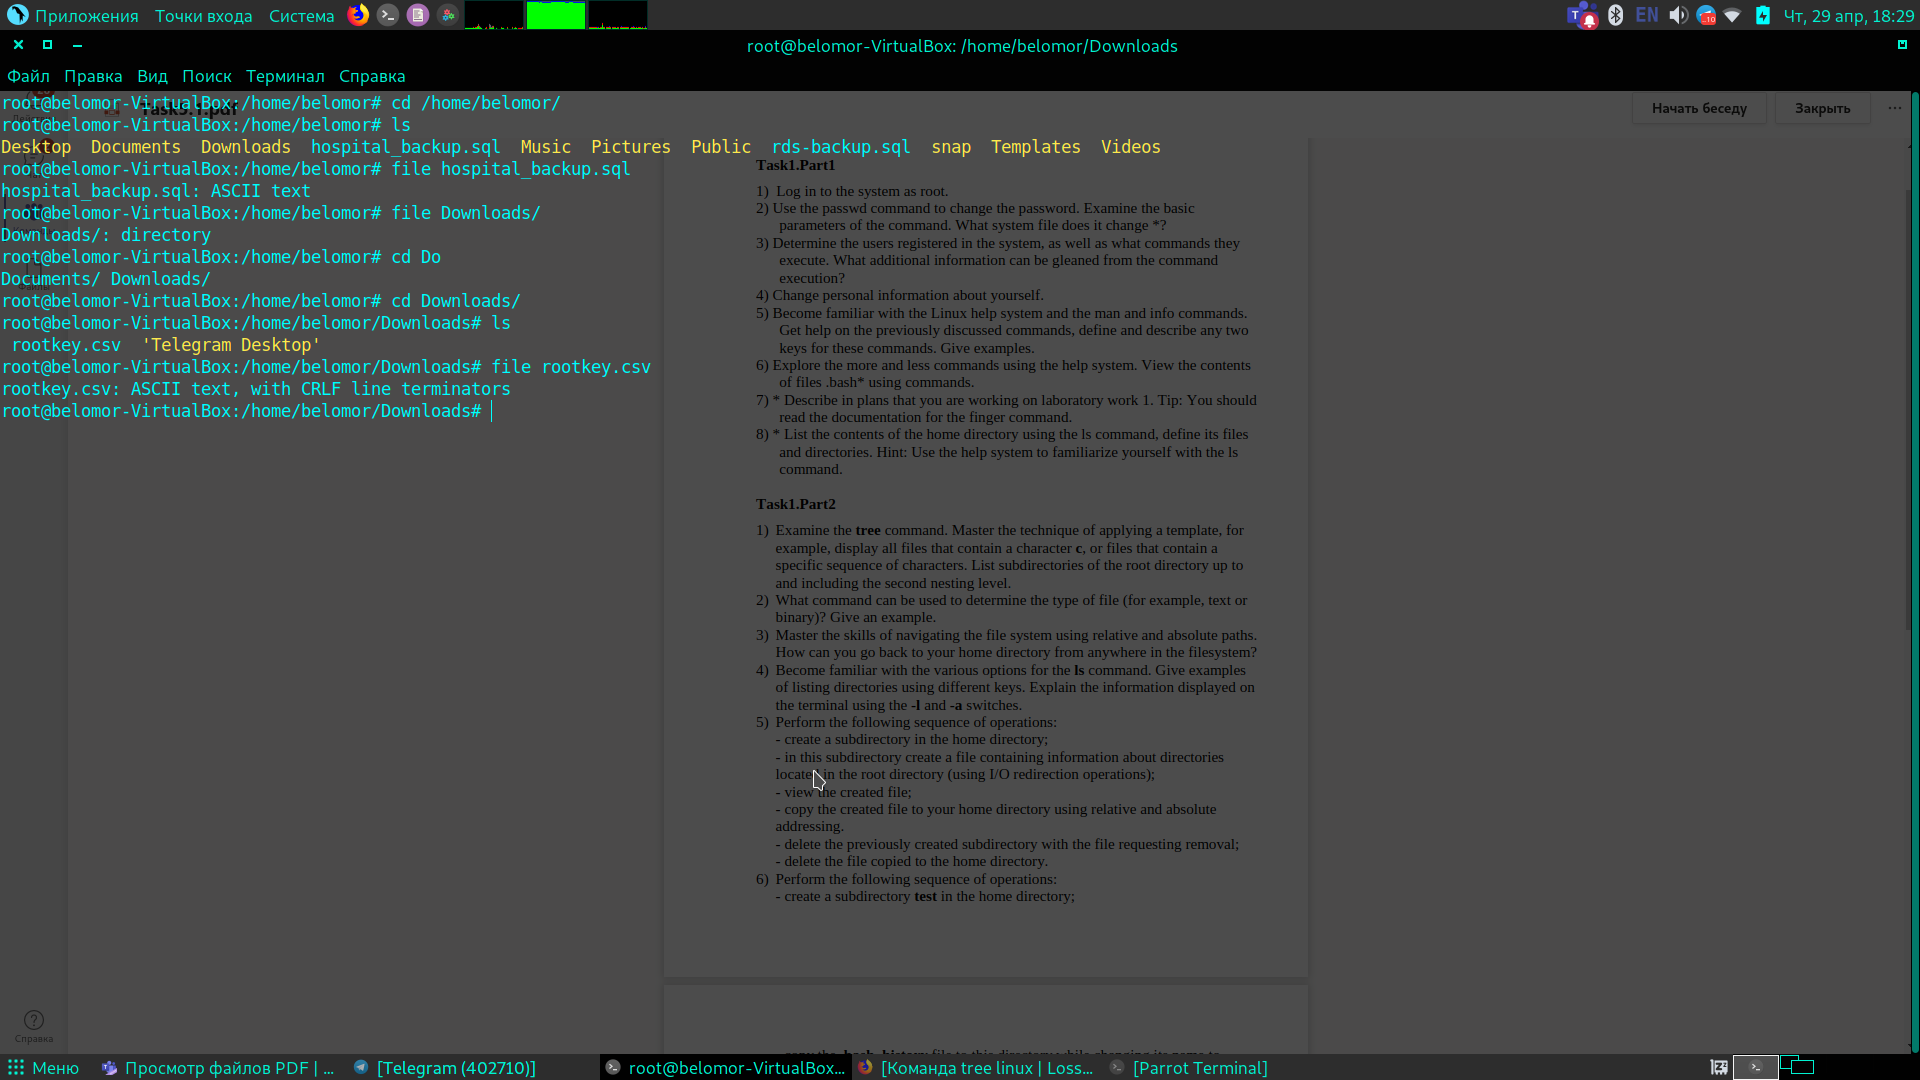 Приложения Точки входа Система EN Чт, 29 апр, 18:29
root@belomor-VirtualBox: /home/belomor/Downloads
Файл Правка Вид Поиск Терминал Справка
root@belomor-VirtualBox:/home/belomor# cd /home/belomor/
root@belomor-VirtualBox:/home/belomor# ls
Desktop Documents Downloads hospital_backup.sql Music Pictures Public rds-backup.sql snap Templates Videos
root@belomor-VirtualBox:/home/belomor# file hospital_backup.sql
hospital_backup.sql: ASCII text
root@belomor-VirtualBox:/home/belomor# file Downloads/
Downloads/: directory
root@belomor-VirtualBox:/home/belomor# cd Do
Documents/ Downloads/
root@belomor-VirtualBox:/home/belomor# cd Downloads/
root@belomor-VirtualBox:/home/belomor/Downloads# ls
rootkey.csv 'Telegram Desktop'
root@belomor-VirtualBox:/home/belomor/Downloads# file rootkey.csv
rootkey.csv: ASCII text, with CRLF line terminators
root@belomor-VirtualBox:/home/belomor/Downloads#
Начать беседу Закрыть ...
Task1.Part1
1) Log in to the system as root.
2) Use the passwd command to change the password. Examine the basic
parameters of the command. What system file does it change *?
3) Determine the users registered in the system, as well as what commands they
execute. What additional information can be gleaned from the command
execution?
4) Change personal information about yourself.
5) Become familiar with the Linux help system and the man and info commands.
Get help on the previously discussed commands, define and describe any two
keys for these commands. Give examples.
6) Explore the more and less commands using the help system. View the contents
of files .bash* using commands.
7) * Describe in plans that you are working on laboratory work 1. Tip: You should
read the documentation for the finger command.
8) * List the contents of the home directory using the ls command, define its files
and directories. Hint: Use the help system to familiarize yourself with the ls
command.
Task1.Part2
1) Examine the tree command. Master the technique of applying a template, for
example, display all files that contain a character c, or files that contain a
specific sequence of characters. List subdirectories of the root directory up to
and including the second nesting level.
2) What command can be used to determine the type of file (for example, text or
binary)? Give an example.
3) Master the skills of navigating the file system using relative and absolute paths.
How can you go back to your home directory from anywhere in the filesystem?
4) Become familiar with the various options for the ls command. Give examples
of listing directories using different keys. Explain the information displayed on
the terminal using the -l and -a switches.
5) Perform the following sequence of operations:
- create a subdirectory in the home directory;
- in this subdirectory create a file containing information about directories
located in the root directory (using I/O redirection operations);
- view the created file;
- copy the created file to your home directory using relative and absolute
addressing.
- delete the previously created subdirectory with the file requesting removal;
- delete the file copied to the home directory.
6) Perform the following sequence of operations:
- create a subdirectory test in the home directory;
Справка
Меню Просмотр файлов PDF | ... [Telegram (402710)] root@belomor-VirtualBox... [Команда tree linux | Loss... [Parrot Terminal]